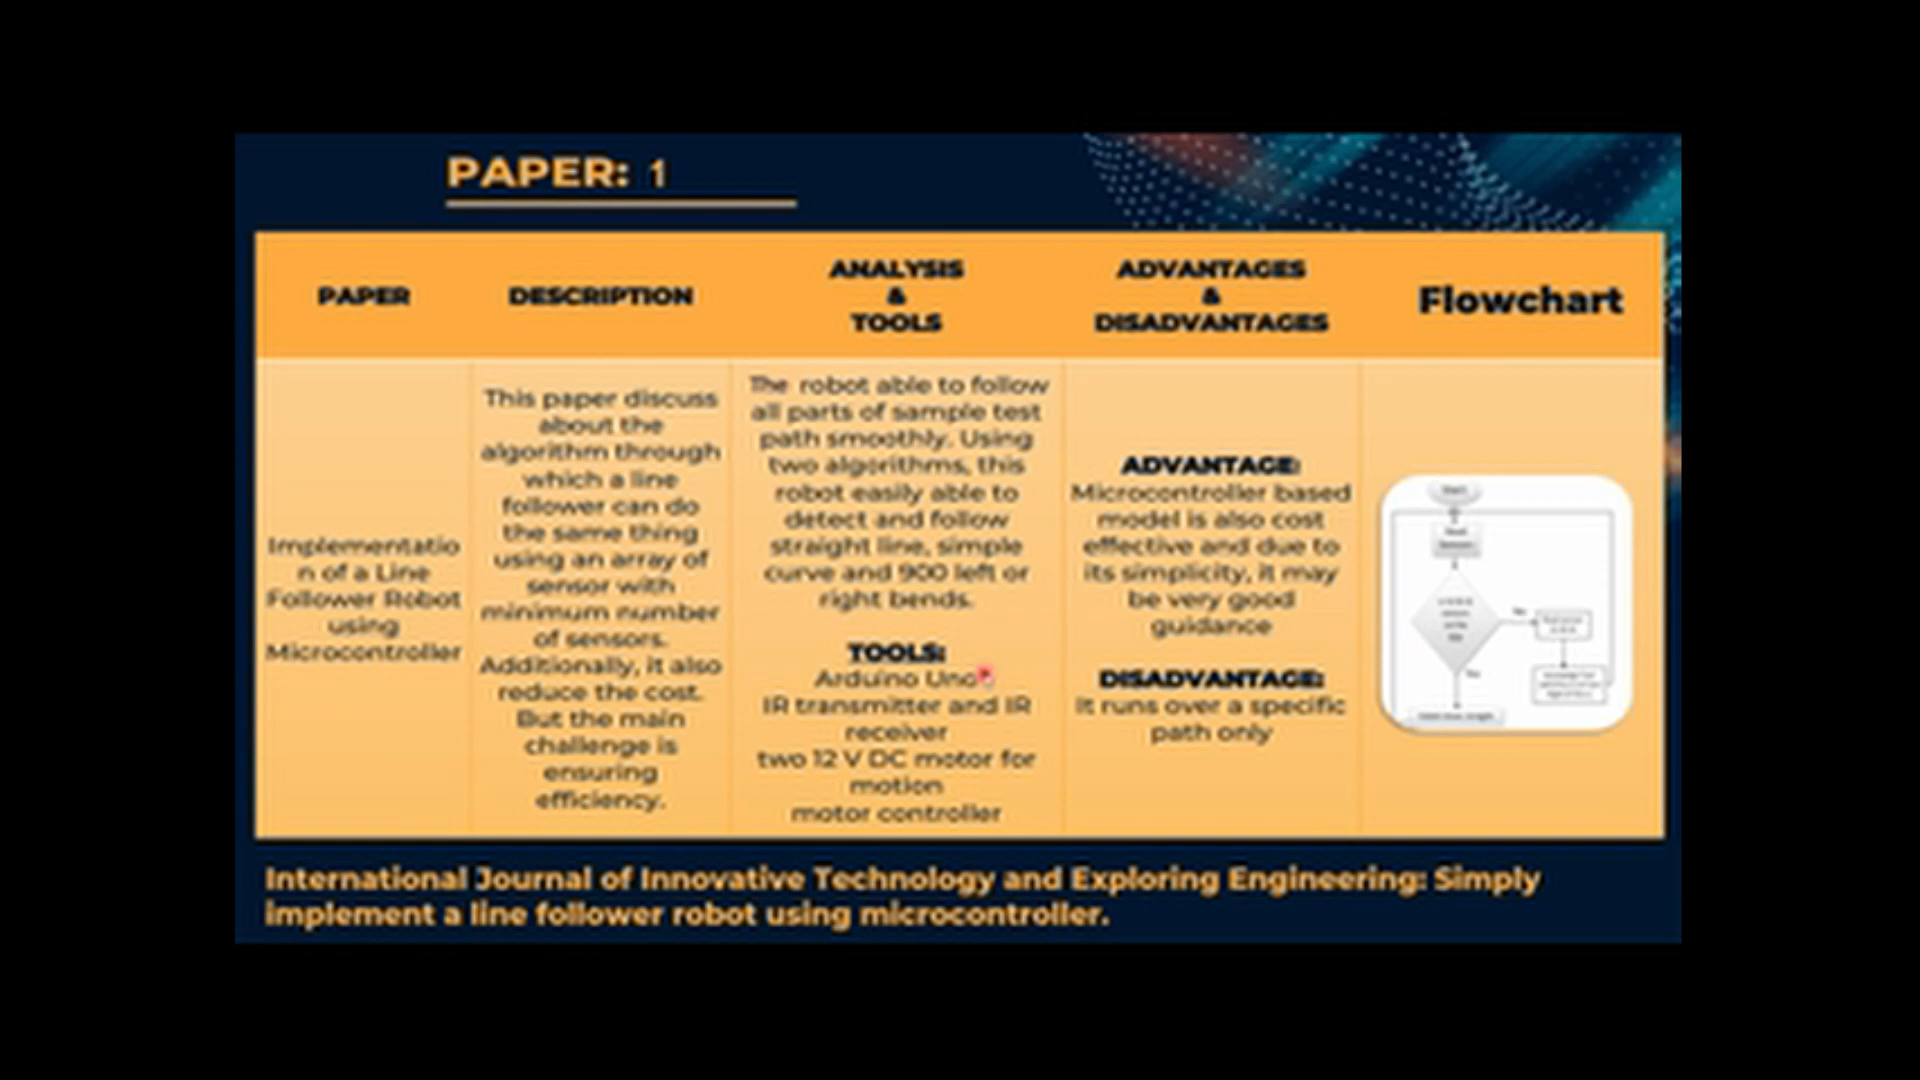 PAPER: 1
PAPER
DESCRIPTION
ANALYSIS
&
TOOLS
ADVANTAGES
&
DISADVANTAGES
Flowchart
Implementatio
n of a Line
Follower Robot
using
Microcontroller
This paper discuss
about the
algorithm through
which a line
follower can do
the same thing
using an array of
sensor with
minimum number
of sensors.
Additionally, it also
reduce the cost.
But the main
challenge is
ensuring
efficiency.
The robot able to follow
all parts of sample test
path smoothly. Using
two algorithms, this
robot easily able to
detect and follow
straight line, simple
curve and 900 left or
right bends.
TOOLS:
Arduino Uno
IR transmitter and IR
receiver
two 12 V DC motor for
motion
motor controller
ADVANTAGE:
Microcontroller based
model is also cost
effective and due to
its simplicity, it may
be very good
guidance
DISADVANTAGE:
It runs over a specific
path only
Start
International Journal of Innovative Technology and Exploring Engineering: Simply
implement a line follower robot using microcontroller.